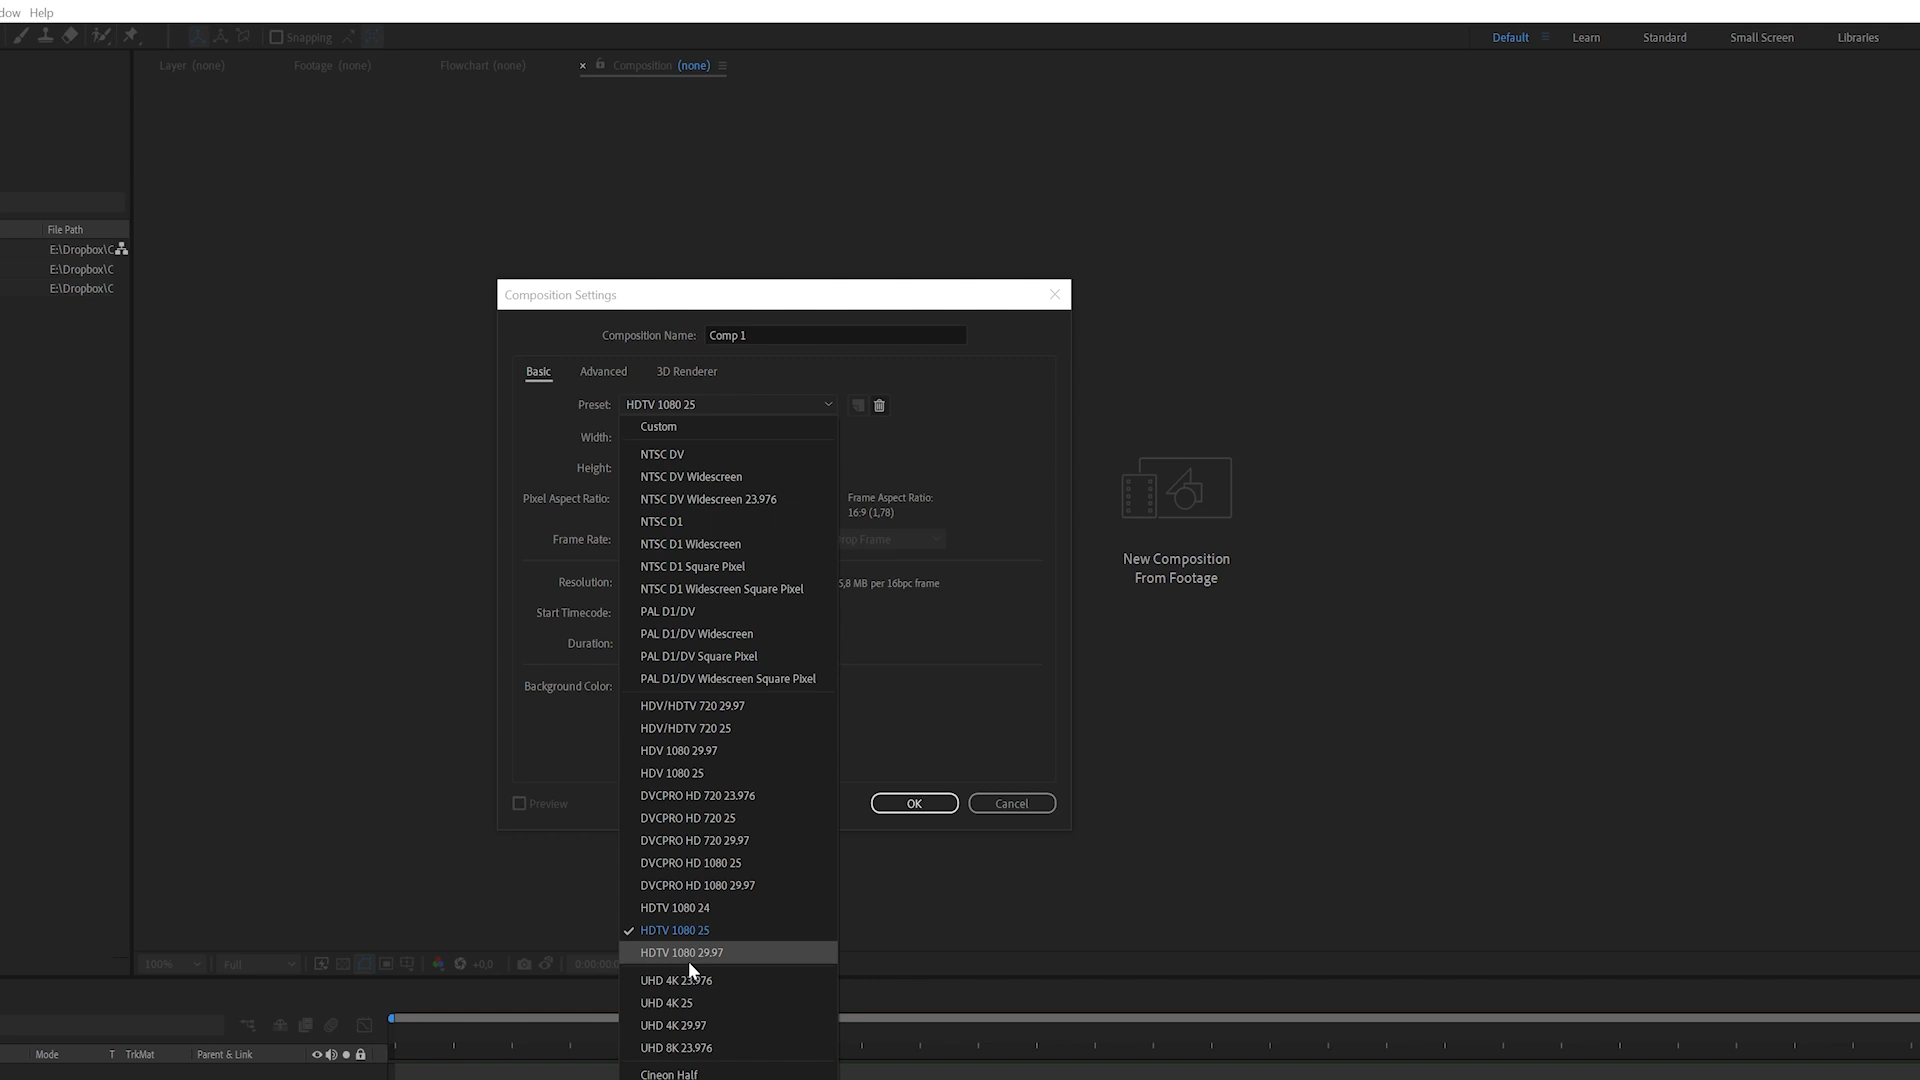 dow Help
Snapping
Default Learn Standard Small Screen Libraries
Layer (none) Footage (none) Flowchart (none) × Composition (none)
File Path
E:\Dropbox\C
E:\Dropbox\C
E:\Dropbox\C
Composition Settings
Composition Name: Comp 1
Basic Advanced 3D Renderer
Preset: HDTV 1080 25
Custom
Width:
NTSC DV
Height:
NTSC DV Widescreen
Pixel Aspect Ratio:
NTSC DV Widescreen 23.976
Frame Aspect Ratio:
16:9 (1,78)
NTSC D1
Frame Rate:
NTSC D1 Widescreen
rop Frame
NTSC D1 Square Pixel
Resolution:
NTSC D1 Widescreen Square Pixel
5,8 MB per 16bpc frame
Start Timecode:
PAL D1/DV
PAL D1/DV Widescreen
Duration:
PAL D1/DV Square Pixel
PAL D1/DV Widescreen Square Pixel
Background Color:
HDV/HDTV 720 29.97
HDV/HDTV 720 25
HDV 1080 29.97
HDV 1080 25
DVCPRO HD 720 23.976
Preview
OK Cancel
DVCPRO HD 720 25
DVCPRO HD 720 29.97
DVCPRO HD 1080 25
DVCPRO HD 1080 29.97
HDTV 1080 24
HDTV 1080 25
HDTV 1080 29.97
UHD 4K 23.976
UHD 4K 25
UHD 4K 29.97
UHD 8K 23.976
Cineon Half
New Composition
From Footage
100% Full +0,0 0:00:00:0
Mode T TrkMat Parent & Link